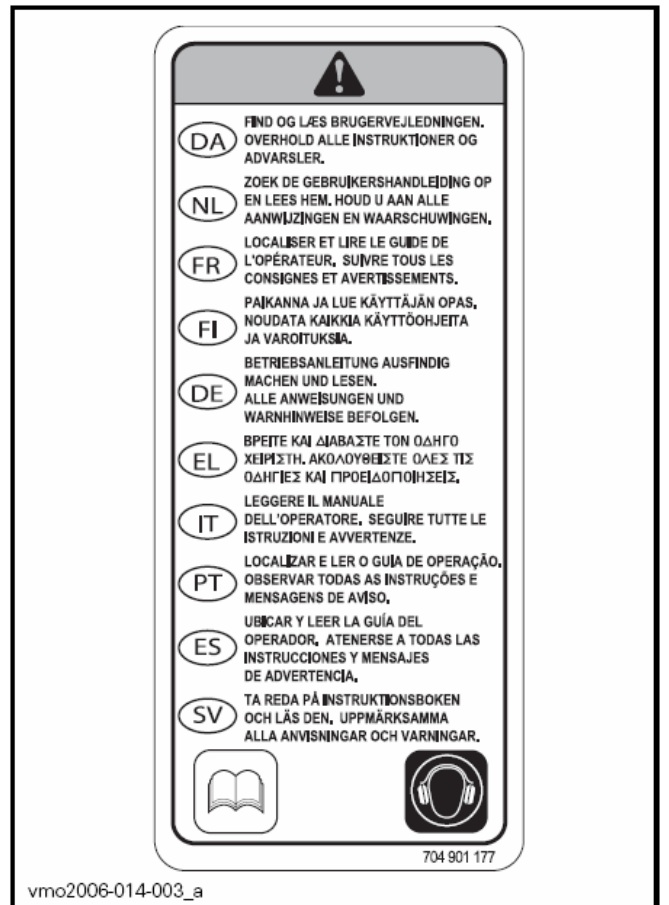 DA
FIND OG LÆS BRUGERVEJLEDNINGEN.
OVERHOLD ALLE INSTRUKTIONER OG
ADVARSLER.
NL
ZOEK DE GEBRUIKERSHANDLEIDING OP
EN LEES HEM. HOUD U AAN ALLE
AANWIJZINGEN EN WAARSCHUWINGEN.
FR
LOCALISER ET LIRE LE GUIDE DE
L'OPÉRATEUR. SUIVRE TOUS LES
CONSIGNES ET AVERTISSEMENTS.
FI
PAIKANNA JA LUE KÄYTTÄJÄN OPAS.
NOUDATA KAIKKIA KÄYTTÖOHJEITA
JA VAROITUKSIA.
DE
BETRIEBSANLEITUNG AUSFINDIG
MACHEN UND LESEN.
ALLE ANWEISUNGEN UND
WARNHINWEISE BEFOLGEN.
EL
ΒΡΕΙΤΕ ΚΑΙ ΔΙΑΒΑΣΤΕ ΤΟΝ ΟΔΗΓΟ
ΧΕΙΡΙΣΤΗ. ΑΚΟΛΟΥΘΕΙΣΤΕ ΟΛΕΣ ΤΙΣ
ΟΔΗΓΙΕΣ ΚΑΙ ΠΡΟΕΙΔΟΠΟΙΗΣΕΙΣ.
IT
LEGGERE IL MANUALE
DELL'OPERATORE. SEGUIRE TUTTE LE
ISTRUZIONI E AVVERTENZE.
PT
LOCALIZAR E LER O GUIA DE OPERAÇÃO.
OBSERVAR TODAS AS INSTRUÇÕES E
MENSAGENS DE AVISO.
ES
UBICAR Y LEER LA GUÍA DEL
OPERADOR. ATENERSE A TODAS LAS
INSTRUCCIONES Y MENSAJES
DE ADVERTENCIA.
SV
TA REDA PÅ INSTRUKTIONSBOKEN
OCH LÄS DEN. UPPMÄRKSAMMA
ALLA ANVISNINGAR OCH VARNINGAR.
704 901 177
vmo2006-014-003_a